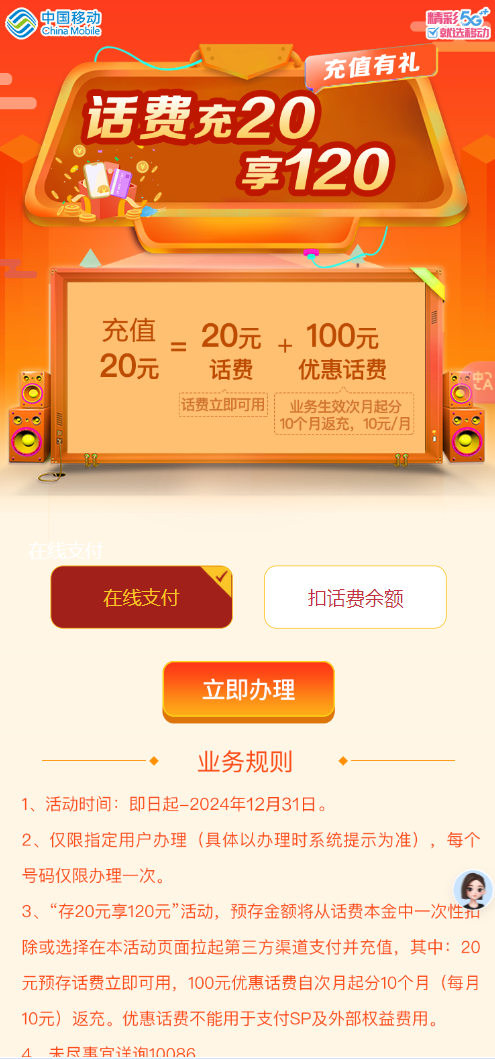 中国移动
China Mobile
精彩5G+
就选移动
充值有礼
话费充20
享120
充值
20元
=
20元
话费
+
100元
优惠话费
话费立即可用
业务生效次月起分
10个月返充，10元/月
中
CA
在线支付
在线支付
扣话费余额
立即办理
业务规则
1、活动时间：即日起-2024年12月31日。
2、仅限指定用户办理（具体以办理时系统提示为准），每个
号码仅限办理一次。
3、“存20元享120元”活动，预存金额将从话费本金中一次性扣
除或选择在本活动页面拉起第三方渠道支付并充值，其中：20
元预存话费立即可用，100元优惠话费自次月起分10个月（每月
10元）返充。优惠话费不能用于支付SP及外部权益费用。
4、未尽事宜详询10086。